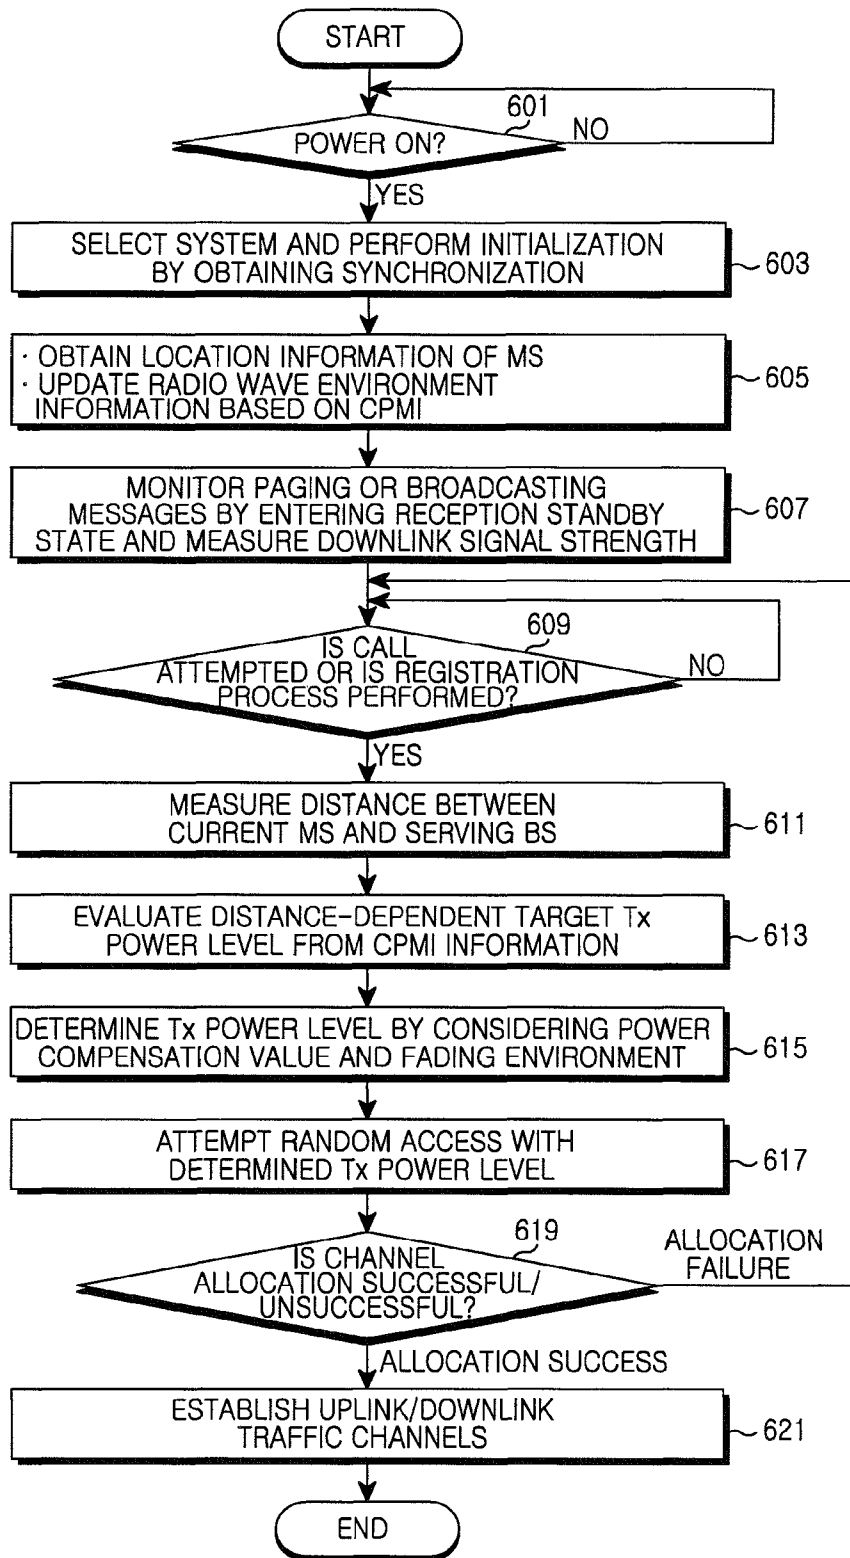 START
601
POWER ON?
NO
YES
SELECT SYSTEM AND PERFORM INITIALIZATION
BY OBTAINING SYNCHRONIZATION
603
· OBTAIN LOCATION INFORMATION OF MS
· UPDATE RADIO WAVE ENVIRONMENT
INFORMATION BASED ON CPMI
605
MONITOR PAGING OR BROADCASTING
MESSAGES BY ENTERING RECEPTION STANDBY
STATE AND MEASURE DOWNLINK SIGNAL STRENGTH
607
609
IS CALL
ATTEMPTED OR IS REGISTRATION
PROCESS PERFORMED?
NO
YES
MEASURE DISTANCE BETWEEN
CURRENT MS AND SERVING BS
611
EVALUATE DISTANCE-DEPENDENT TARGET Tx
POWER LEVEL FROM CPMI INFORMATION
613
DETERMINE Tx POWER LEVEL BY CONSIDERING POWER
COMPENSATION VALUE AND FADING ENVIRONMENT
615
ATTEMPT RANDOM ACCESS WITH
DETERMINED Tx POWER LEVEL
617
619
IS CHANNEL
ALLOCATION SUCCESSFUL/
UNSUCCESSFUL?
ALLOCATION
FAILURE
ALLOCATION SUCCESS
ESTABLISH UPLINK/DOWNLINK
TRAFFIC CHANNELS
621
END